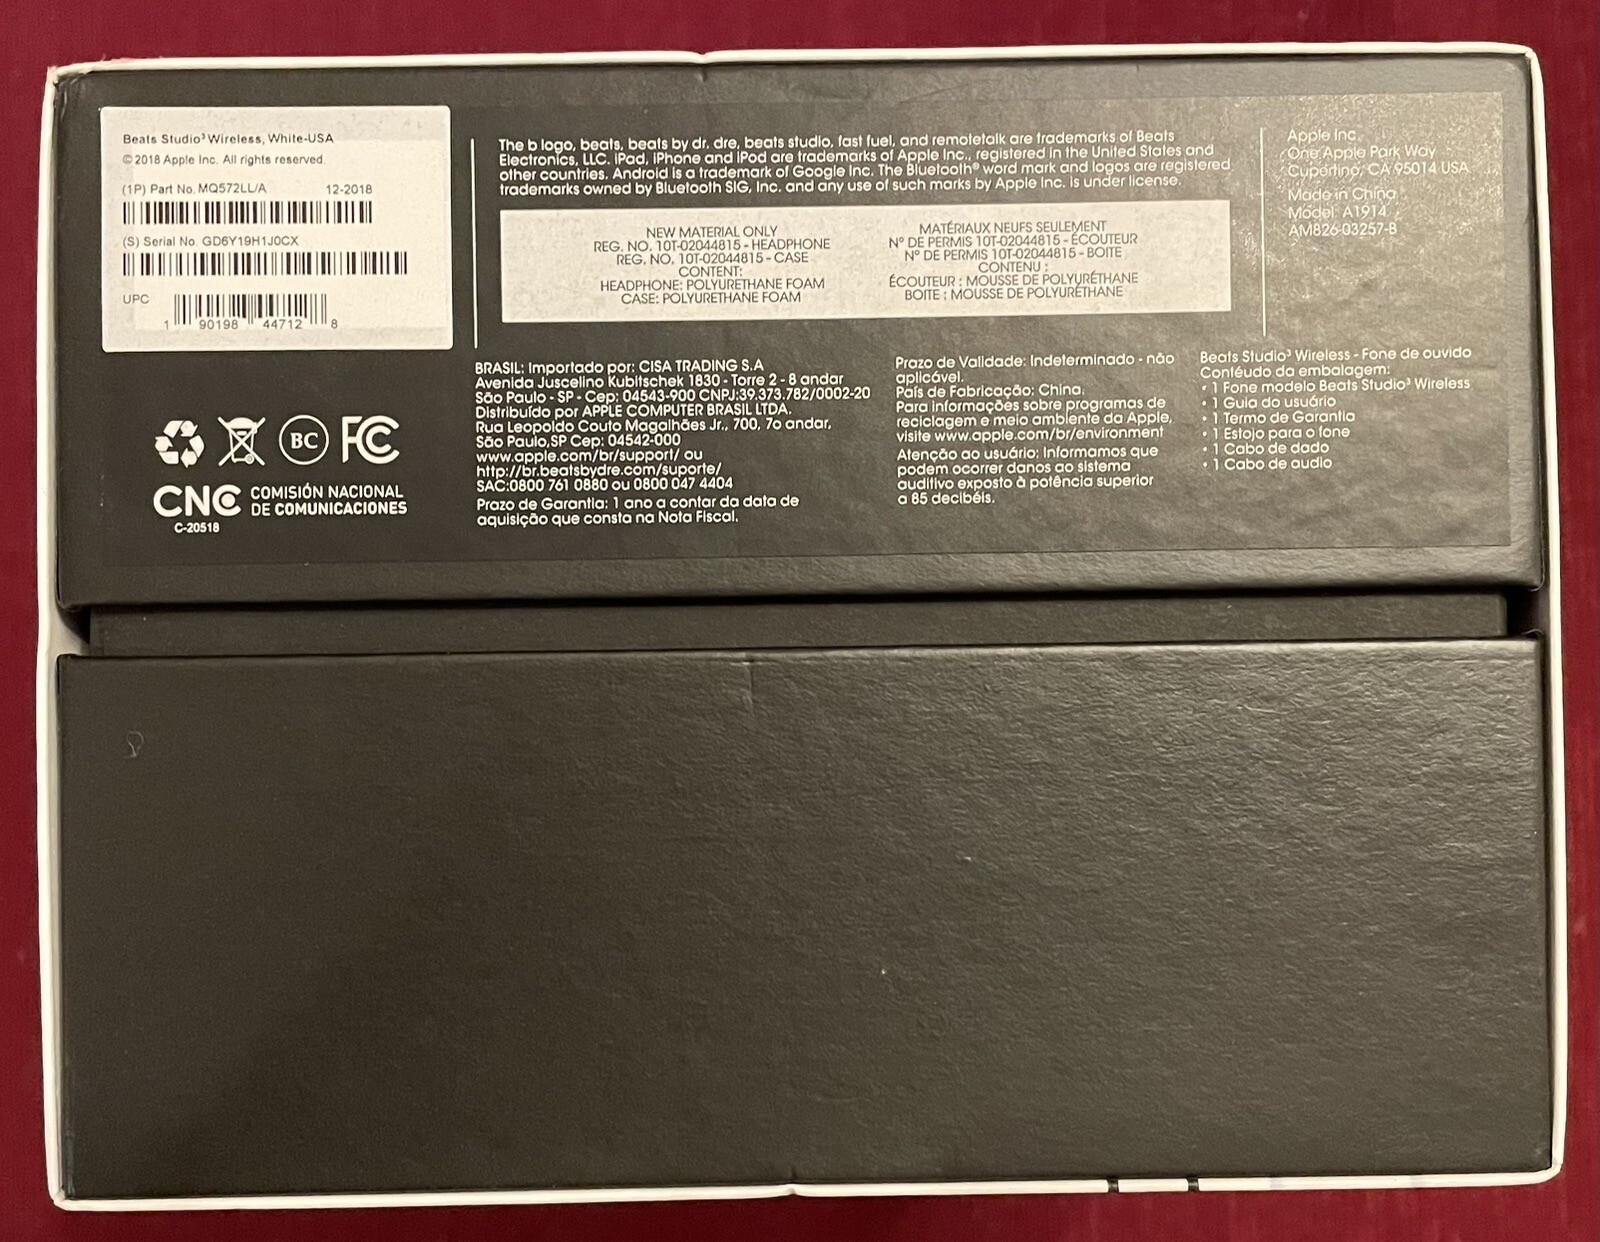 Beats Studio³ Wireless, White-USA
© 2018 Apple Inc. All rights reserved.
(1P) Part No. MQ572LL/A 12-2018
(S) Serial No. GD6Y19H1J0CX
UPC
1 90198 44712 8
The b logo, beats, beats by dr. dre, beats studio, fast fuel, and remotetalk are trademarks of Beats
Electronics, LLC. iPad, iPhone and iPod are trademarks of Apple Inc., registered in the United States and
other countries. Android is a trademark of Google Inc. The Bluetooth® word mark and logos are registered
trademarks owned by Bluetooth SIG, Inc. and any use of such marks by Apple Inc. is under license.
NEW MATERIAL ONLY
REG. NO. 10T-02044815 - HEADPHONE
REG. NO. 10T-02044815 - CASE
CONTENT:
HEADPHONE: POLYURETHANE FOAM
CASE: POLYURETHANE FOAM
MATÉRIAUX NEUFS SEULEMENT
N° DE PERMIS 10T-02044815 - ÉCOUTEUR
N° DE PERMIS 10T-02044815 - BOITE
CONTENU :
ÉCOUTEUR : MOUSSE DE POLYURÉTHANE
BOITE : MOUSSE DE POLYURÉTHANE
Apple Inc.
One Apple Park Way
Cupertino, CA 95014 USA
Made in China
Model: A1914
AM826-03257-B
BC
FC
CNC COMISIÓN NACIONAL
DE COMUNICACIONES
C-20518
BRASIL: Importado por: CISA TRADING S.A
Avenida Juscelino Kubitschek 1830 - Torre 2 - 8 andar
São Paulo - SP - Cep: 04543-900 CNPJ:39.373.782/0002-20
Distribuído por APPLE COMPUTER BRASIL LTDA.
Rua Leopoldo Couto Magalhães Jr., 700, 7o andar,
São Paulo,SP Cep: 04542-000
www.apple.com/br/support/ ou
http://br.beatsbydre.com/suporte/
SAC:0800 761 0880 ou 0800 047 4404
Prazo de Garantia: 1 ano a contar da data de
aquisição que consta na Nota Fiscal.
Prazo de Validade: Indeterminado - não
aplicável.
País de Fabricação: China.
Para informações sobre programas de
reciclagem e meio ambiente da Apple,
visite www.apple.com/br/environment
Atenção ao usuário: Informamos que
podem ocorrer danos ao sistema
auditivo exposto à potência superior
a 85 decibéis.
Beats Studio³ Wireless - Fone de ouvido
Contéudo da embalagem:
• 1 Fone modelo Beats Studio³ Wireless
• 1 Guia do usuário
• 1 Termo de Garantia
• 1 Estojo para o fone
• 1 Cabo de dado
• 1 Cabo de audio